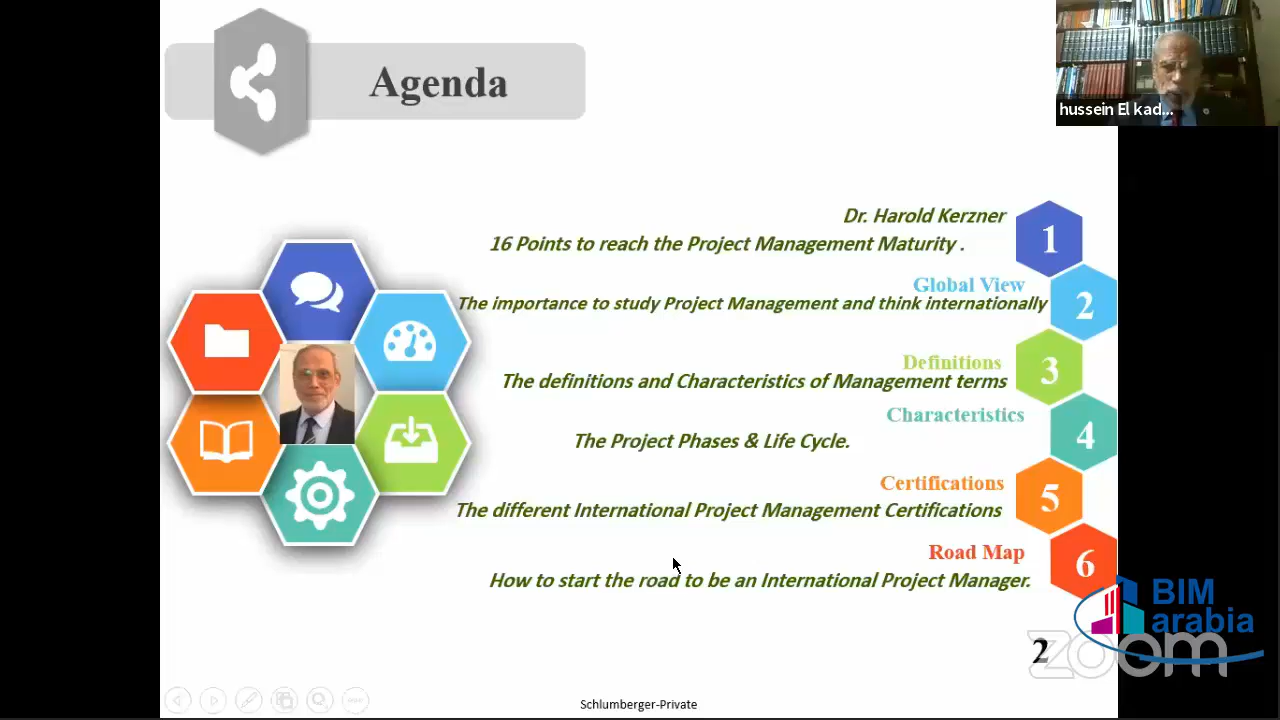 Agenda
hussein El kad...
Dr. Harold Kerzner
16 Points to reach the Project Management Maturity .
1
Global View
The importance to study Project Management and think internationally
2
Definitions
The definitions and Characteristics of Management terms
3
Characteristics
The Project Phases & Life Cycle.
4
Certifications
The different International Project Management Certifications
5
Road Map
How to start the road to be an International Project Manager.
6
BIM
arabia
zoom
2
Schlumberger-Private